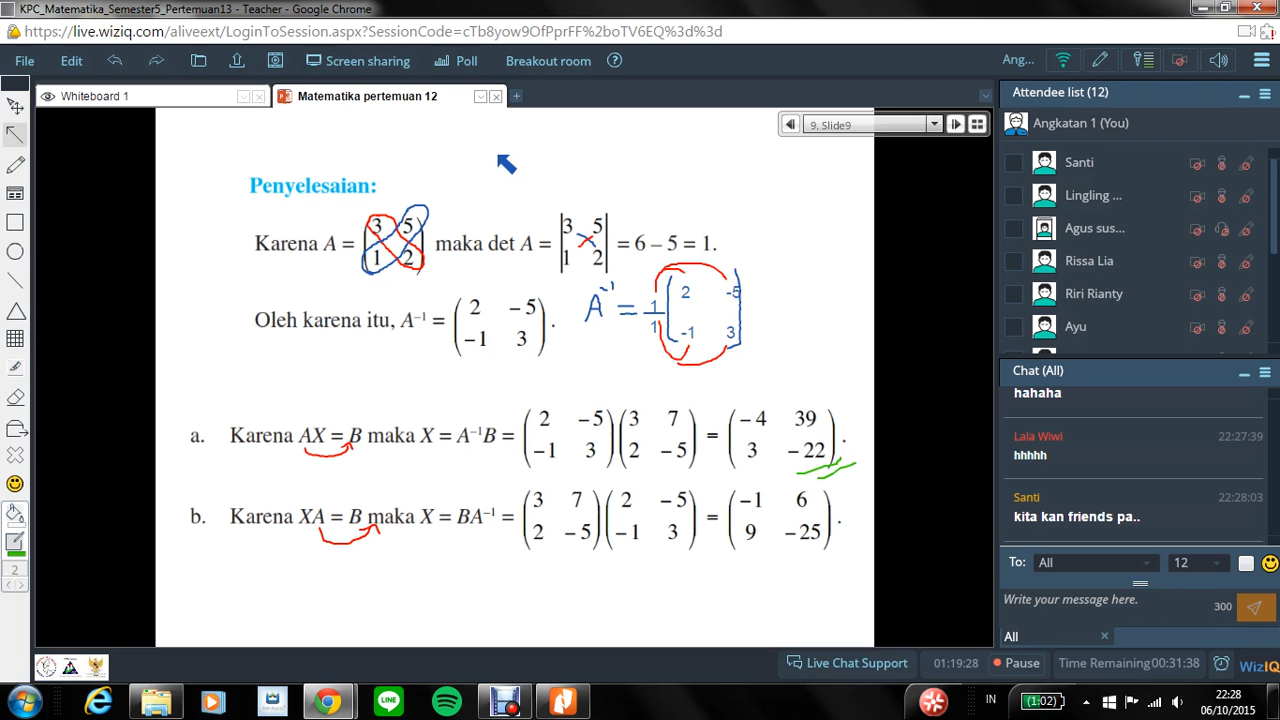 KPC_Matematika_Semester5_Pertemuan13 - Teacher - Google Chrome
https://live.wiziq.com/aliveext/LoginToSession.aspx?SessionCode=cTb8yow9OfPprFF%2boTV6EQ%3d%3d
File Edit Screen sharing Poll Breakout room ? Ang...
Whiteboard 1 Matematika pertemuan 12 +
9. Slide9
Penyelesaian:
Karena A = (3 5; 1 2) maka det A = |3 5; 1 2| = 6 – 5 = 1.
Oleh karena itu, A⁻¹ = (2 –5; –1 3).
A⁻¹ = 1/1 [2 -5; -1 3]
a. Karena AX = B maka X = A⁻¹B = (2 –5; –1 3)(3 7; 2 –5) = (–4 39; 3 –22).
b. Karena XA = B maka X = BA⁻¹ = (3 7; 2 –5)(2 –5; –1 3) = (–1 6; 9 –25).
Attendee list (12)
Angkatan 1 (You)
Santi
Lingling ...
Agus sus...
Rissa Lia
Riri Rianty
Ayu
Chat (All)
hahaha
Lala Wiwi 22:27:39
hhhhh
Santi 22:28:03
kita kan friends pa..
To: All 12
Write your message here. 300
All
2
Live Chat Support 01:19:28 Pause Time Remaining 00:31:38 WizIQ
LINE IN (1:02) 22:28
06/10/2015